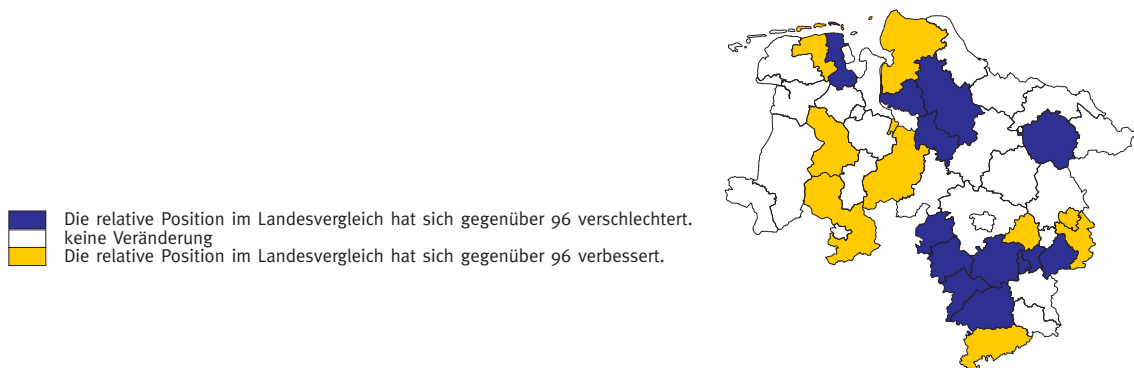 Die relative Position im Landesvergleich hat sich gegenüber 96 verschlechtert.
keine Veränderung
Die relative Position im Landesvergleich hat sich gegenüber 96 verbessert.